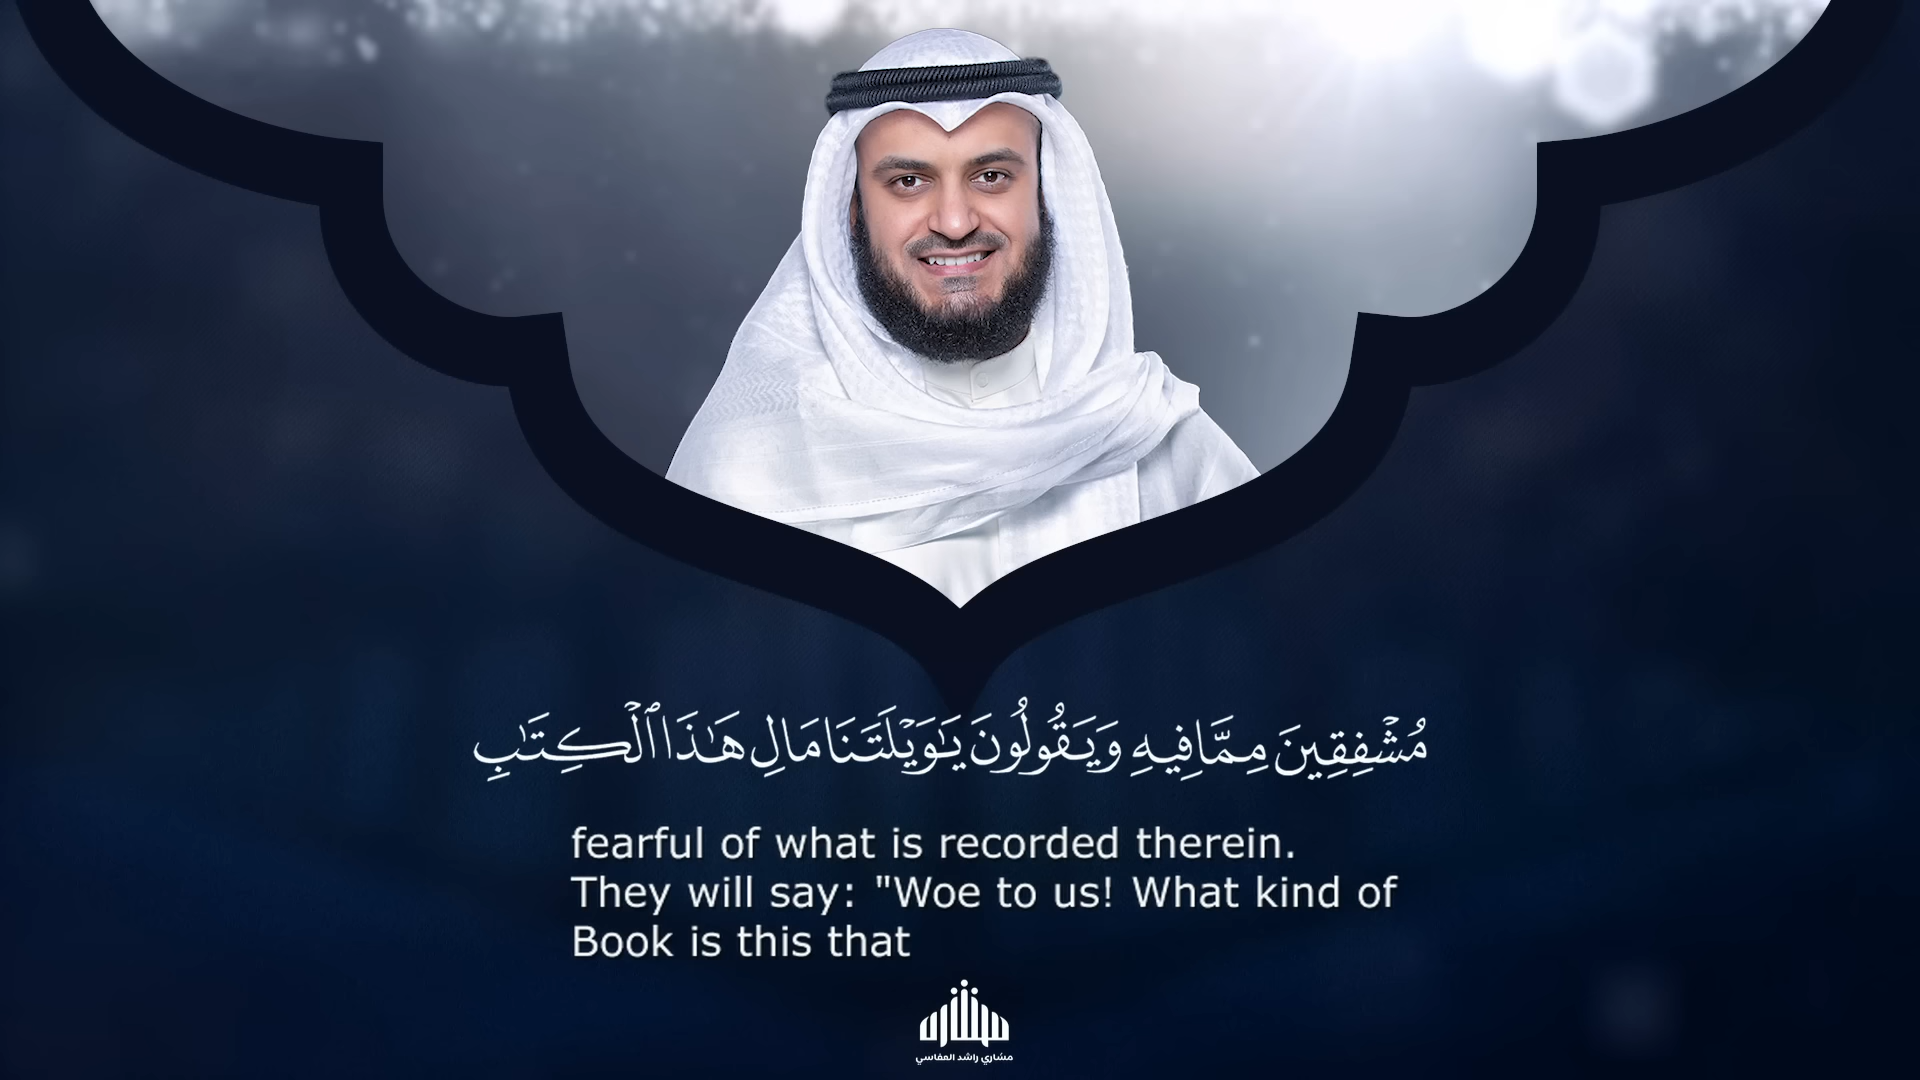 مُشْفِقِينَ مِمَّا فِيهِ وَيَقُولُونَ يَٰوَيْلَتَنَا مَالِ هَٰذَا ٱلْكِتَٰبِ
fearful of what is recorded therein.
They will say: "Woe to us! What kind of
Book is this that
مشاري راشد العفاسي